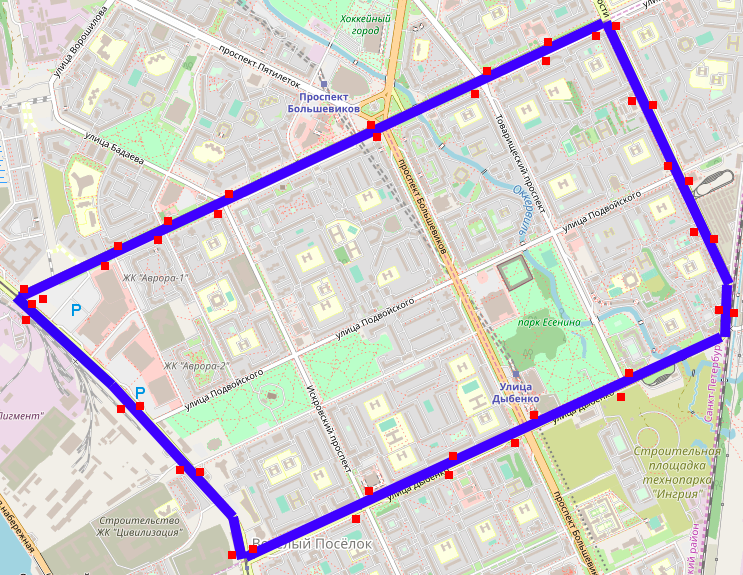 Хоккейный
город
улица Ворошилова
проспект Пятилеток
Проспект
Большевиков
улица Бадаева
Товарищеский проспект
проспект Большевиков
Оккервиль
улица Подвойского
ЖК "Аврора-1"
P
улица Подвойского
парк Есенина
ЖК "Аврора-2"
P
улица Подвойского
Улица
Дыбенко
улица Дыбенко
Санкт-Петербург
Искровский проспект
Строительная
площадка
технопарка
"Ингрия"
улица Дыбенко
Строительство
ЖК "Цивилизация"
Весёлый Посёлок
проспект Большевиков
набережная